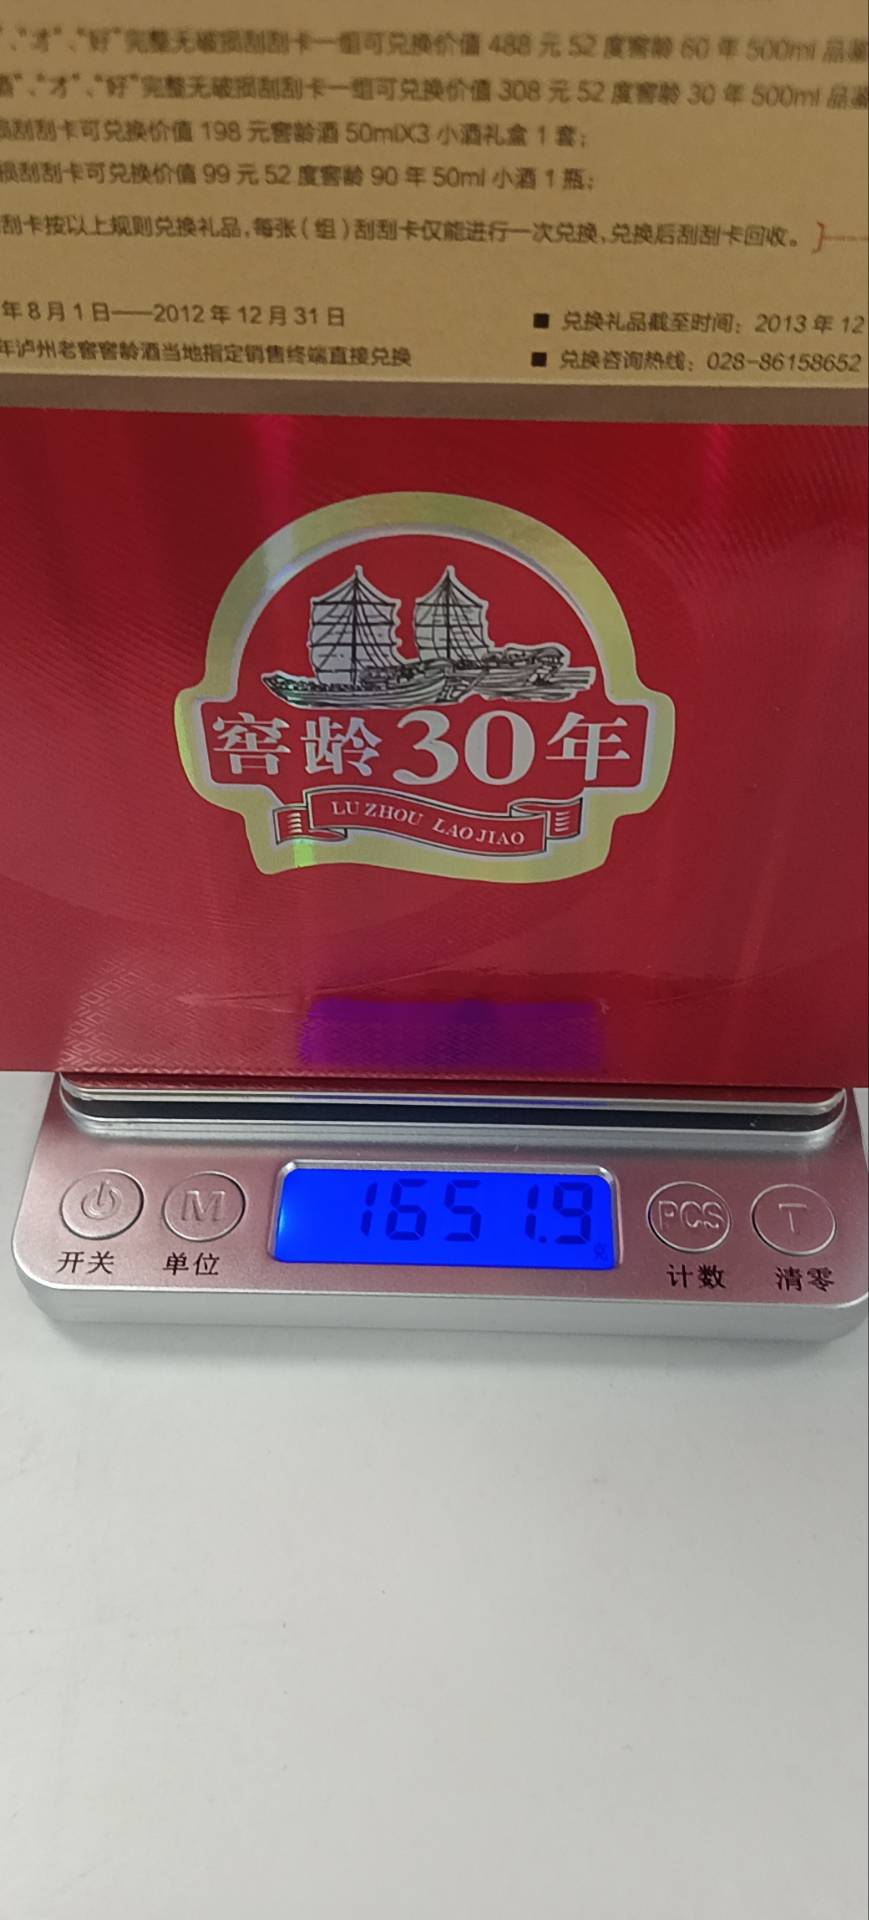 "、"才"、"好"完整无破损刮刮卡一组可兑换价值 488 元 52 度窖龄 60 年 500ml 品鉴
酒"、"才"、"好"完整无破损刮刮卡一组可兑换价值 308 元 52 度窖龄 30 年 500ml 品鉴
损刮刮卡可兑换价值 198 元窖龄酒 50mlX3 小酒礼盒 1 套；
损刮刮卡可兑换价值 99 元 52 度窖龄 90 年 50ml 小酒 1 瓶；
刮卡按以上规则兑换礼品，每张（组）刮刮卡仅能进行一次兑换，兑换后刮刮卡回收。
年 8 月 1 日——2012 年 12 月 31 日
■ 兑换礼品截至时间：2013 年 12
年泸州老窖窖龄酒当地指定销售终端直接兑换
■ 兑换咨询热线：028-86158652
窖龄30年
LU ZHOU LAO JIAO
1651.9
克
M
PCS
T
开关
单位
计数
清零